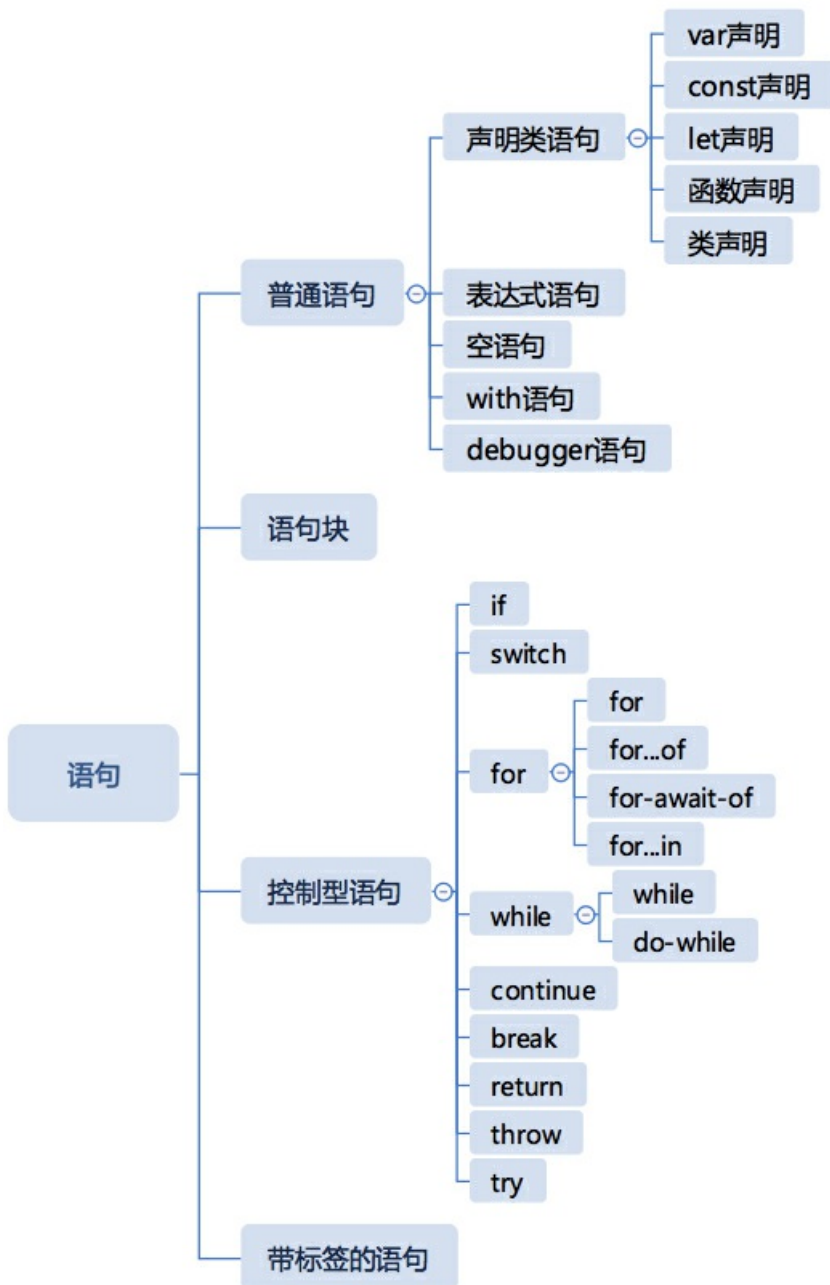 语句
普通语句
声明类语句
var声明
const声明
let声明
函数声明
类声明
表达式语句
空语句
with语句
debugger语句
语句块
控制型语句
if
switch
for
for
for...of
for-await-of
for...in
while
while
do-while
continue
break
return
throw
try
带标签的语句